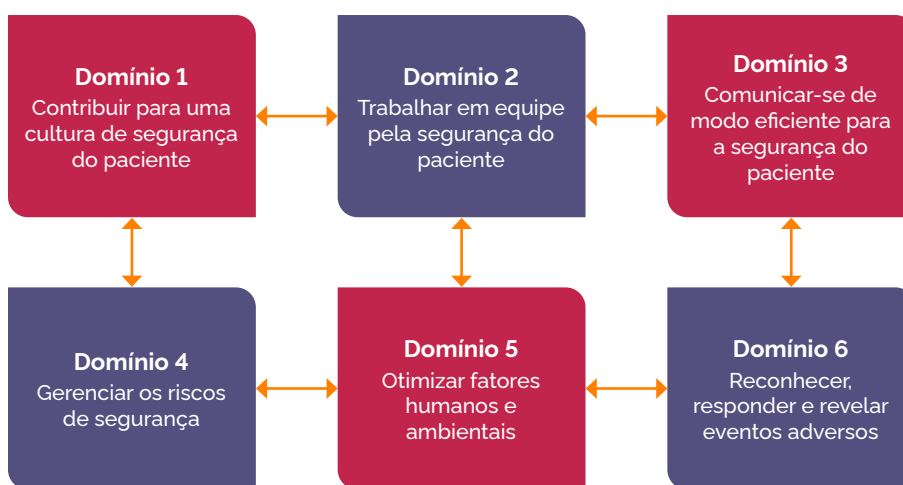 Domínio 1
Contribuir para uma
cultura de segurança
do paciente
Domínio 2
Trabalhar em equipe
pela segurança do
paciente
Domínio 3
Comunicar-se de
modo eficiente para
a segurança do
paciente
Domínio 4
Gerenciar os riscos
de segurança
Domínio 5
Otimizar fatores
humanos e
ambientais
Domínio 6
Reconhecer,
responder e revelar
eventos adversos